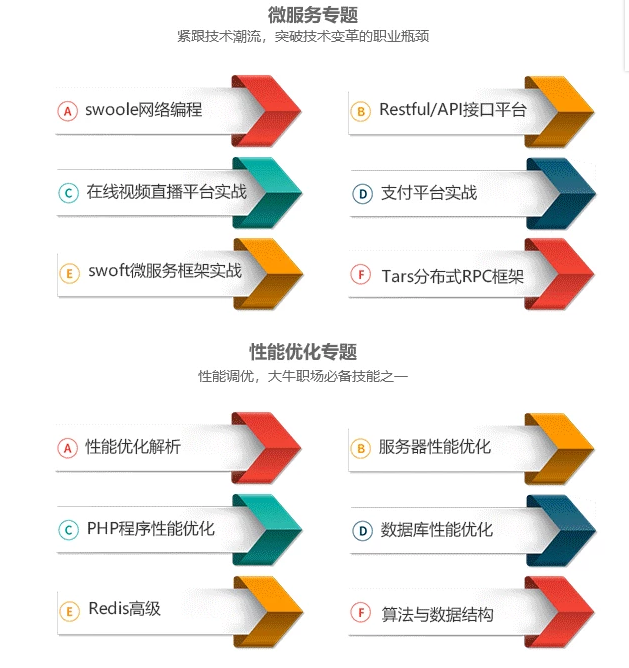 微服务专题
紧跟技术潮流，突破技术变革的职业瓶颈
A swoole网络编程
B Restful/API接口平台
C 在线视频直播平台实战
D 支付平台实战
E swoft微服务框架实战
F Tars分布式RPC框架
性能优化专题
性能调优，大牛职场必备技能之一
A 性能优化解析
B 服务器性能优化
C PHP程序性能优化
D 数据库性能优化
E Redis高级
F 算法与数据结构